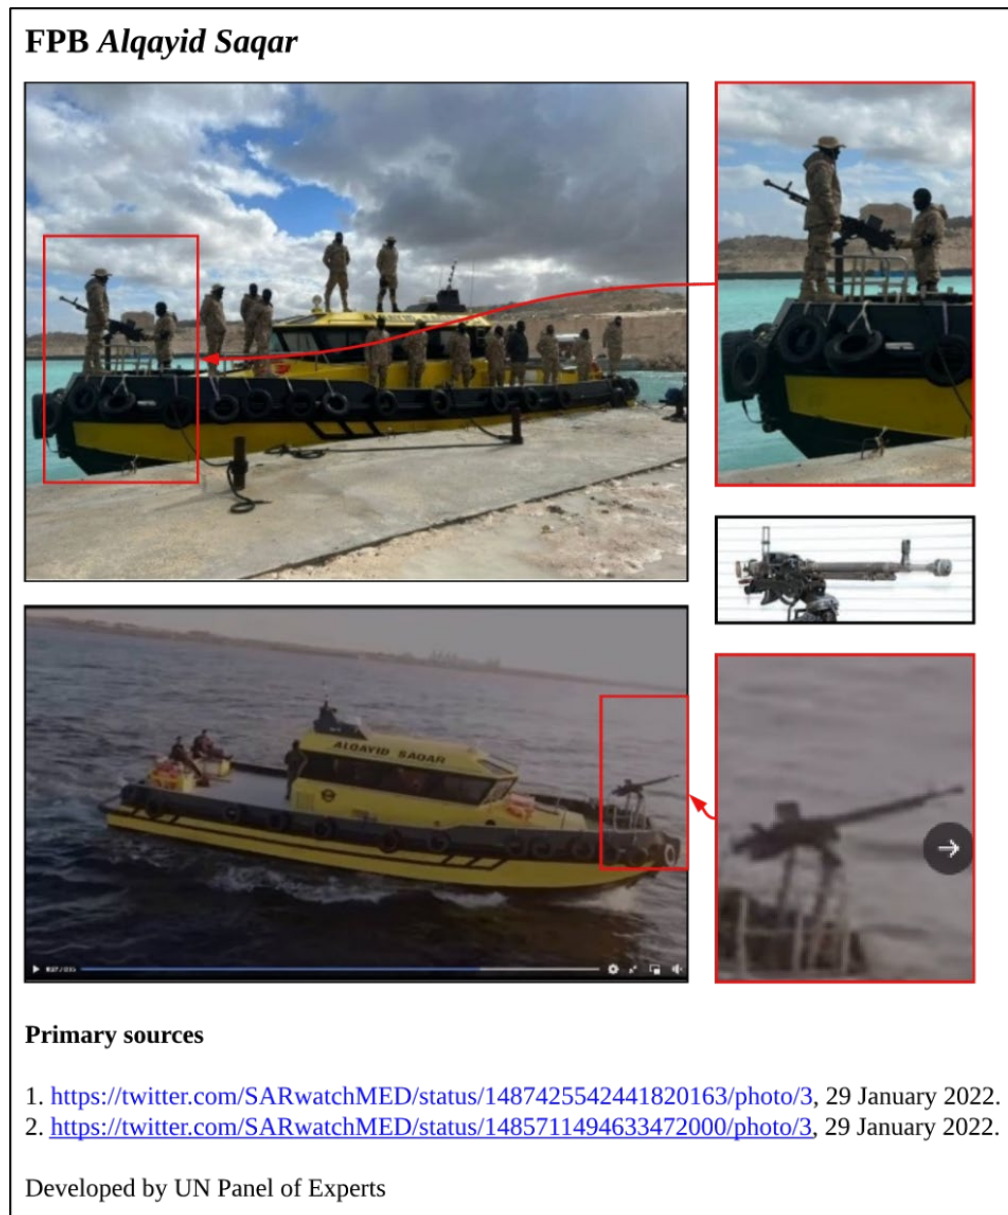 FPB Alqayid Saqar
ALQAYID SAQAR
Primary sources
1. https://twitter.com/SARwatchMED/status/1487425542441820163/photo/3, 29 January 2022.
2. https://twitter.com/SARwatchMED/status/1485711494633472000/photo/3, 29 January 2022.
Developed by UN Panel of Experts